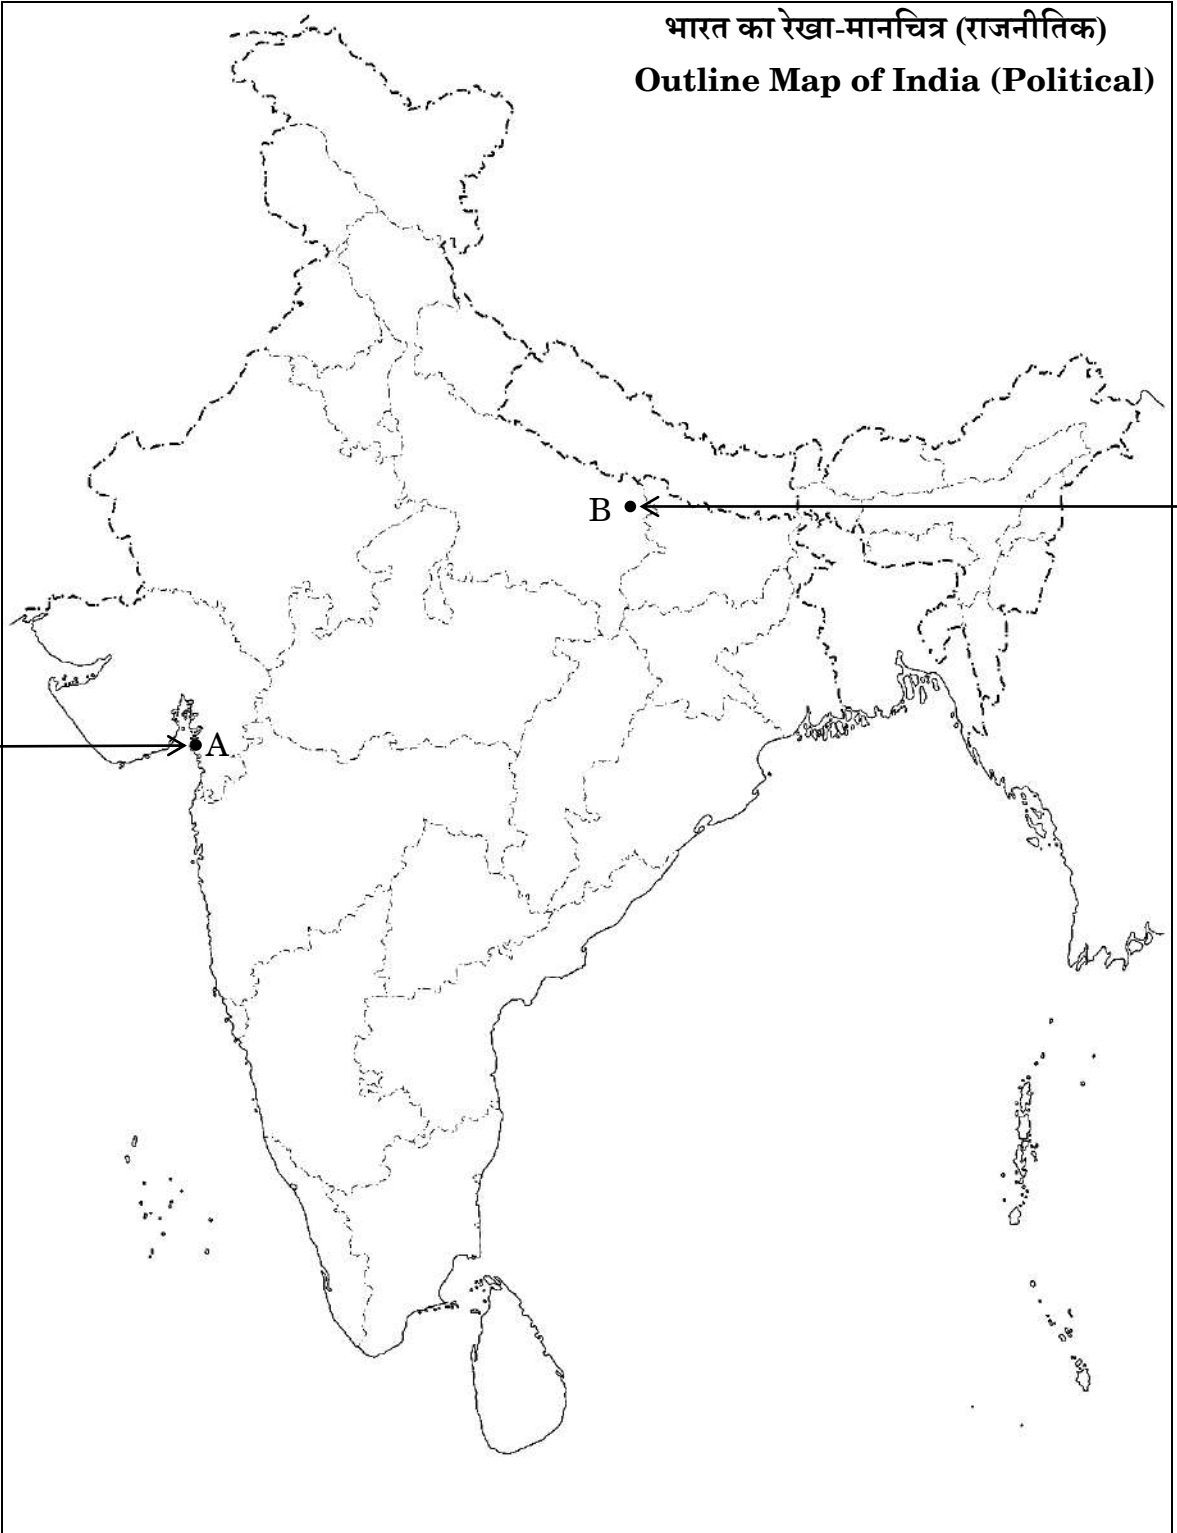 भारत का रेखा-मानचित्र (राजनीतिक)
Outline Map of India (Political)
B
A